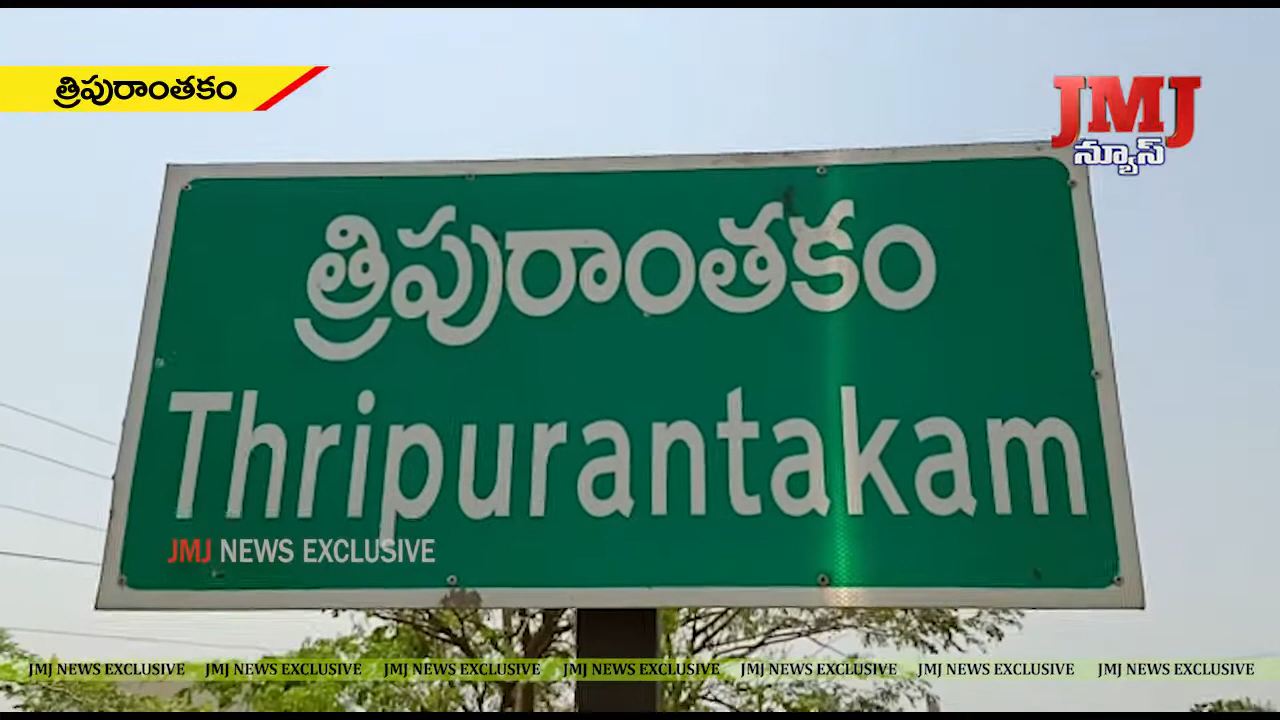 త్రిపురాంతకం
JMJ
న్యూస్
త్రిపురాంతకం
Thripurantakam
JMJ NEWS EXCLUSIVE
JMJ NEWS EXCLUSIVE JMJ NEWS EXCLUSIVE JMJ NEWS EXCLUSIVE JMJ NEWS EXCLUSIVE JMJ NEWS EXCLUSIVE JMJ NEWS EXCLUSIVE JMJ NEWS EXCLUSIVE